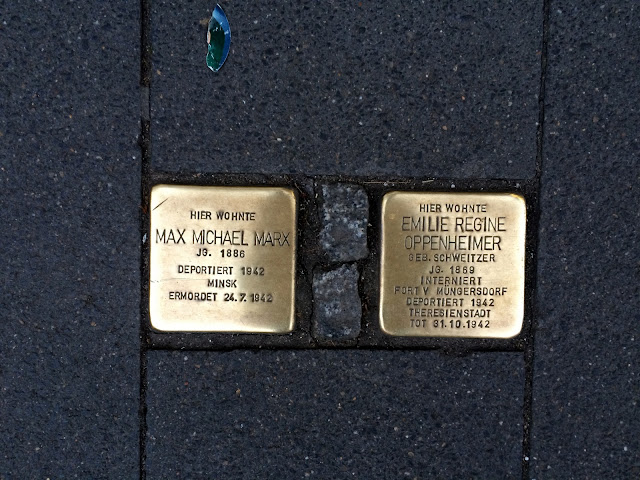 HIER WOHNTE
MAX MICHAEL MARX
JG. 1886
DEPORTIERT 1942
MINSK
ERMORDET 24.7.1942
HIER WOHNTE
EMILIE REGINE
OPPENHEIMER
GEB. SCHWEITZER
JG. 1869
INTERNIERT
FORT V MÜNGERSDORF
DEPORTIERT 1942
THERESIENSTADT
TOT 31.10.1942